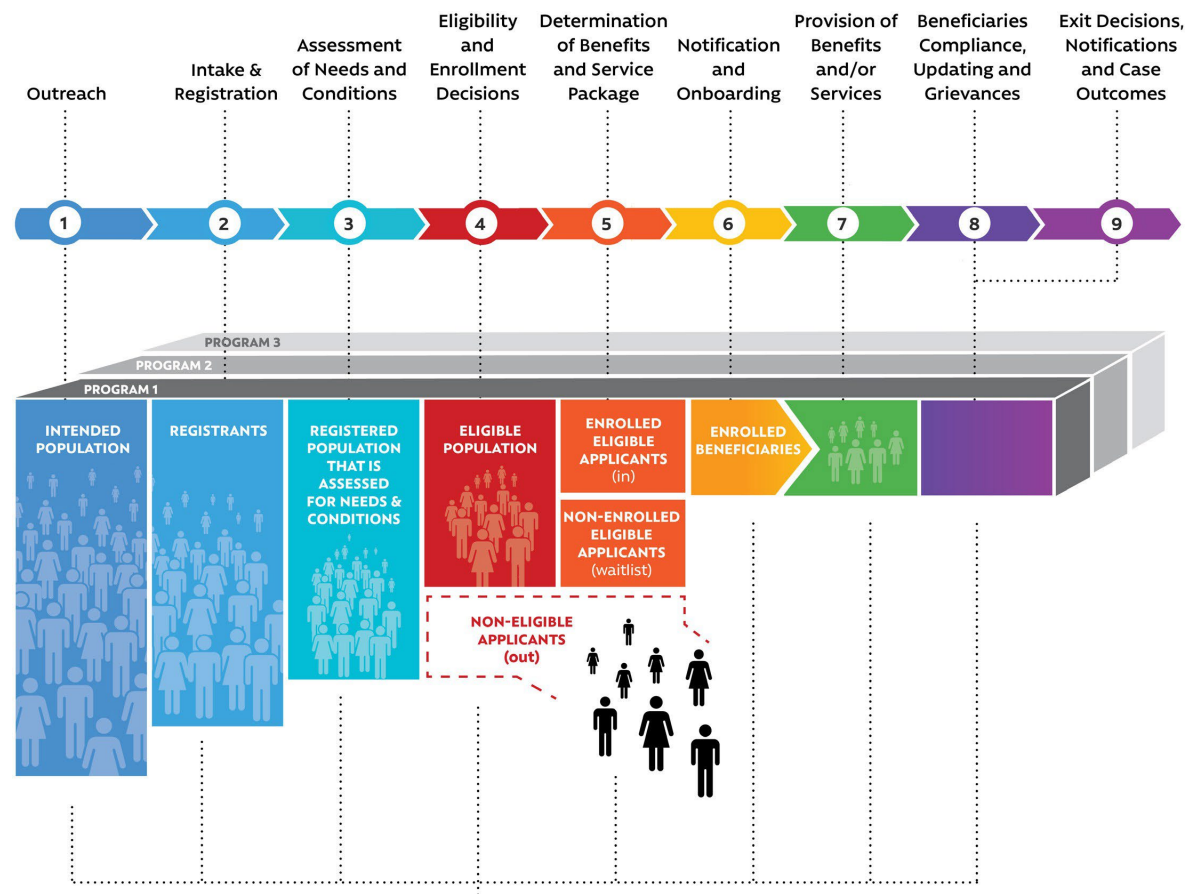 Outreach
Intake &
Registration
Assessment
of Needs and
Conditions
Eligibility
and
Enrollment
Decisions
Determination
of Benefits
and Service
Package
Notification
and
Onboarding
Provision of
Benefits
and/or
Services
Beneficiaries
Compliance,
Updating and
Grievances
Exit Decisions,
Notifications
and Case
Outcomes
1
2
3
4
5
6
7
8
9
PROGRAM 3
PROGRAM 2
PROGRAM 1
INTENDED
POPULATION
REGISTRANTS
REGISTERED
POPULATION
THAT IS
ASSESSED
FOR NEEDS &
CONDITIONS
ELIGIBLE
POPULATION
ENROLLED
ELIGIBLE
APPLICANTS
(in)
NON-ENROLLED
ELIGIBLE
APPLICANTS
(waitlist)
ENROLLED
BENEFICIARIES
NON-ELIGIBLE
APPLICANTS
(out)